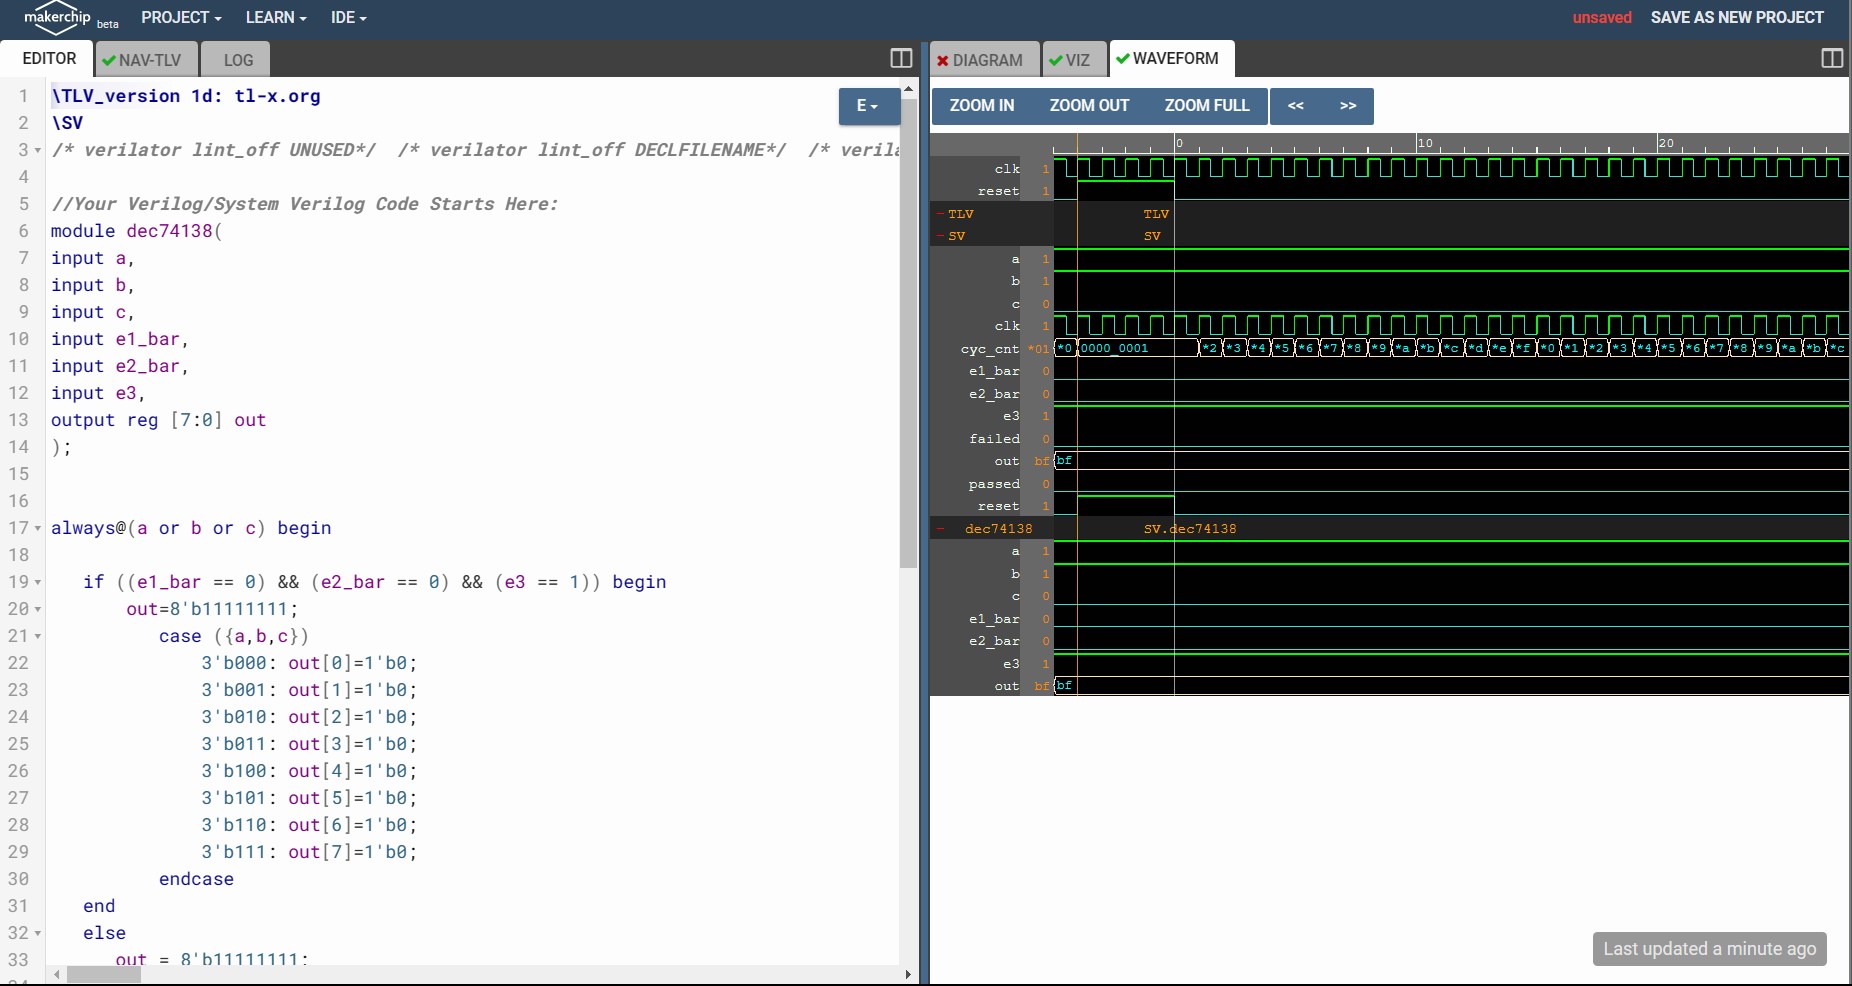 makerchip beta PROJECT LEARN IDE unsaved SAVE AS NEW PROJECT
EDITOR NAV-TLV LOG
E
1 \TLV_version 1d: tl-x.org
2 \SV
3 /* verilator lint_off UNUSED*/ /* verilator lint_off DECLFILENAME*/ /* veril
4
5 //Your Verilog/System Verilog Code Starts Here:
6 module dec74138(
7 input a,
8 input b,
9 input c,
10 input e1_bar,
11 input e2_bar,
12 input e3,
13 output reg [7:0] out
14 );
15
16
17 always@(a or b or c) begin
18
19 if ((e1_bar == 0) && (e2_bar == 0) && (e3 == 1)) begin
20 out=8'b11111111;
21 case ({a,b,c})
22 3'b000: out[0]=1'b0;
23 3'b001: out[1]=1'b0;
24 3'b010: out[2]=1'b0;
25 3'b011: out[3]=1'b0;
26 3'b100: out[4]=1'b0;
27 3'b101: out[5]=1'b0;
28 3'b110: out[6]=1'b0;
29 3'b111: out[7]=1'b0;
30 endcase
31 end
32 else
33 out = 8'b11111111;
DIAGRAM VIZ WAVEFORM
ZOOM IN ZOOM OUT ZOOM FULL << >>
0 10 20
clk 1
reset 1
- TLV TLV
- SV SV
a 1
b 1
c 0
clk 1
cyc_cnt *01 *0 0000_0001 *2 *3 *4 *5 *6 *7 *8 *9 *a *b *c *d *e *f *0 *1 *2 *3 *4 *5 *6 *7 *8 *9 *a *b *c
e1_bar 0
e2_bar 0
e3 1
failed 0
out bf bf
passed 0
reset 1
- dec74138 SV.dec74138
a 1
b 1
c 0
e1_bar 0
e2_bar 0
e3 1
out bf bf
Last updated a minute ago